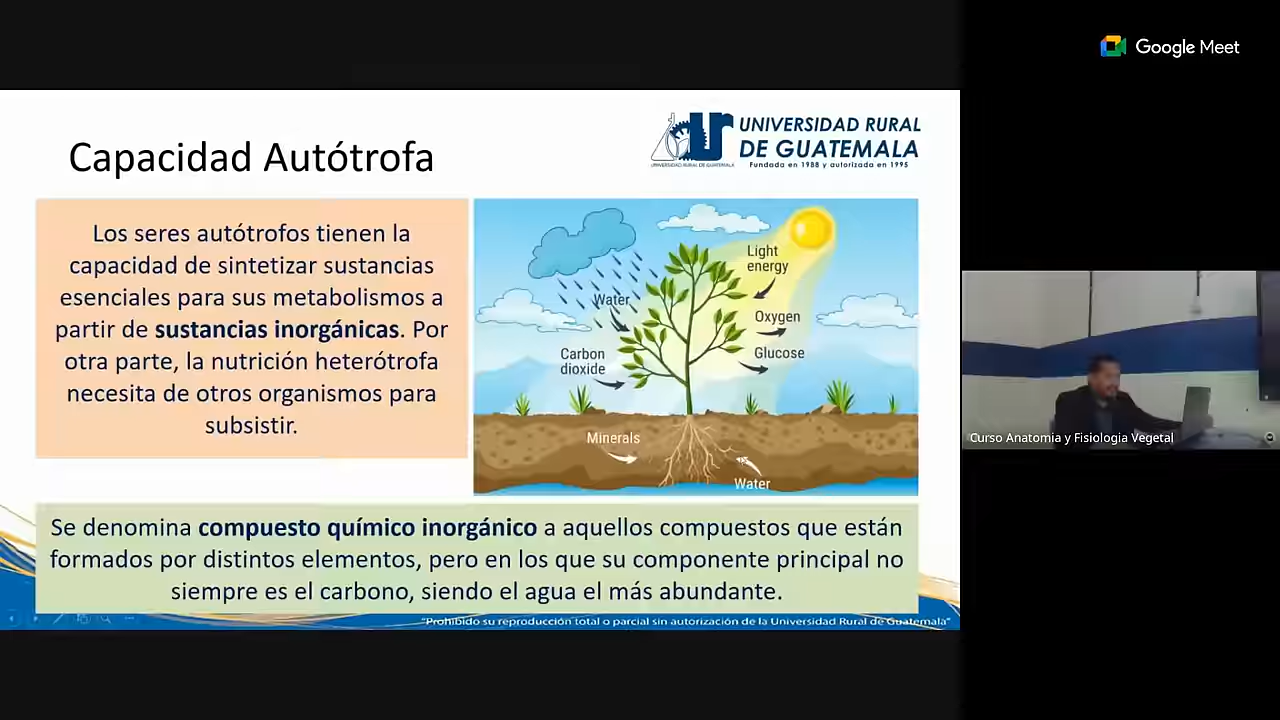 Google Meet
Capacidad Autótrofa
UNIVERSIDAD RURAL
DE GUATEMALA
Fundada en 1988 y autorizada en 1995
UNIVERSIDAD RURAL DE GUATEMALA
Los seres autótrofos tienen la
capacidad de sintetizar sustancias
esenciales para sus metabolismos a
partir de sustancias inorgánicas. Por
otra parte, la nutrición heterótrofa
necesita de otros organismos para
subsistir.
Light
energy
Water
Oxygen
Carbon
dioxide
Glucose
Minerals
Water
Curso Anatomia y Fisiologia Vegetal
Se denomina compuesto químico inorgánico a aquellos compuestos que están
formados por distintos elementos, pero en los que su componente principal no
siempre es el carbono, siendo el agua el más abundante.
"Prohibido su reproducción total o parcial sin autorización de la Universidad Rural de Guatemala"